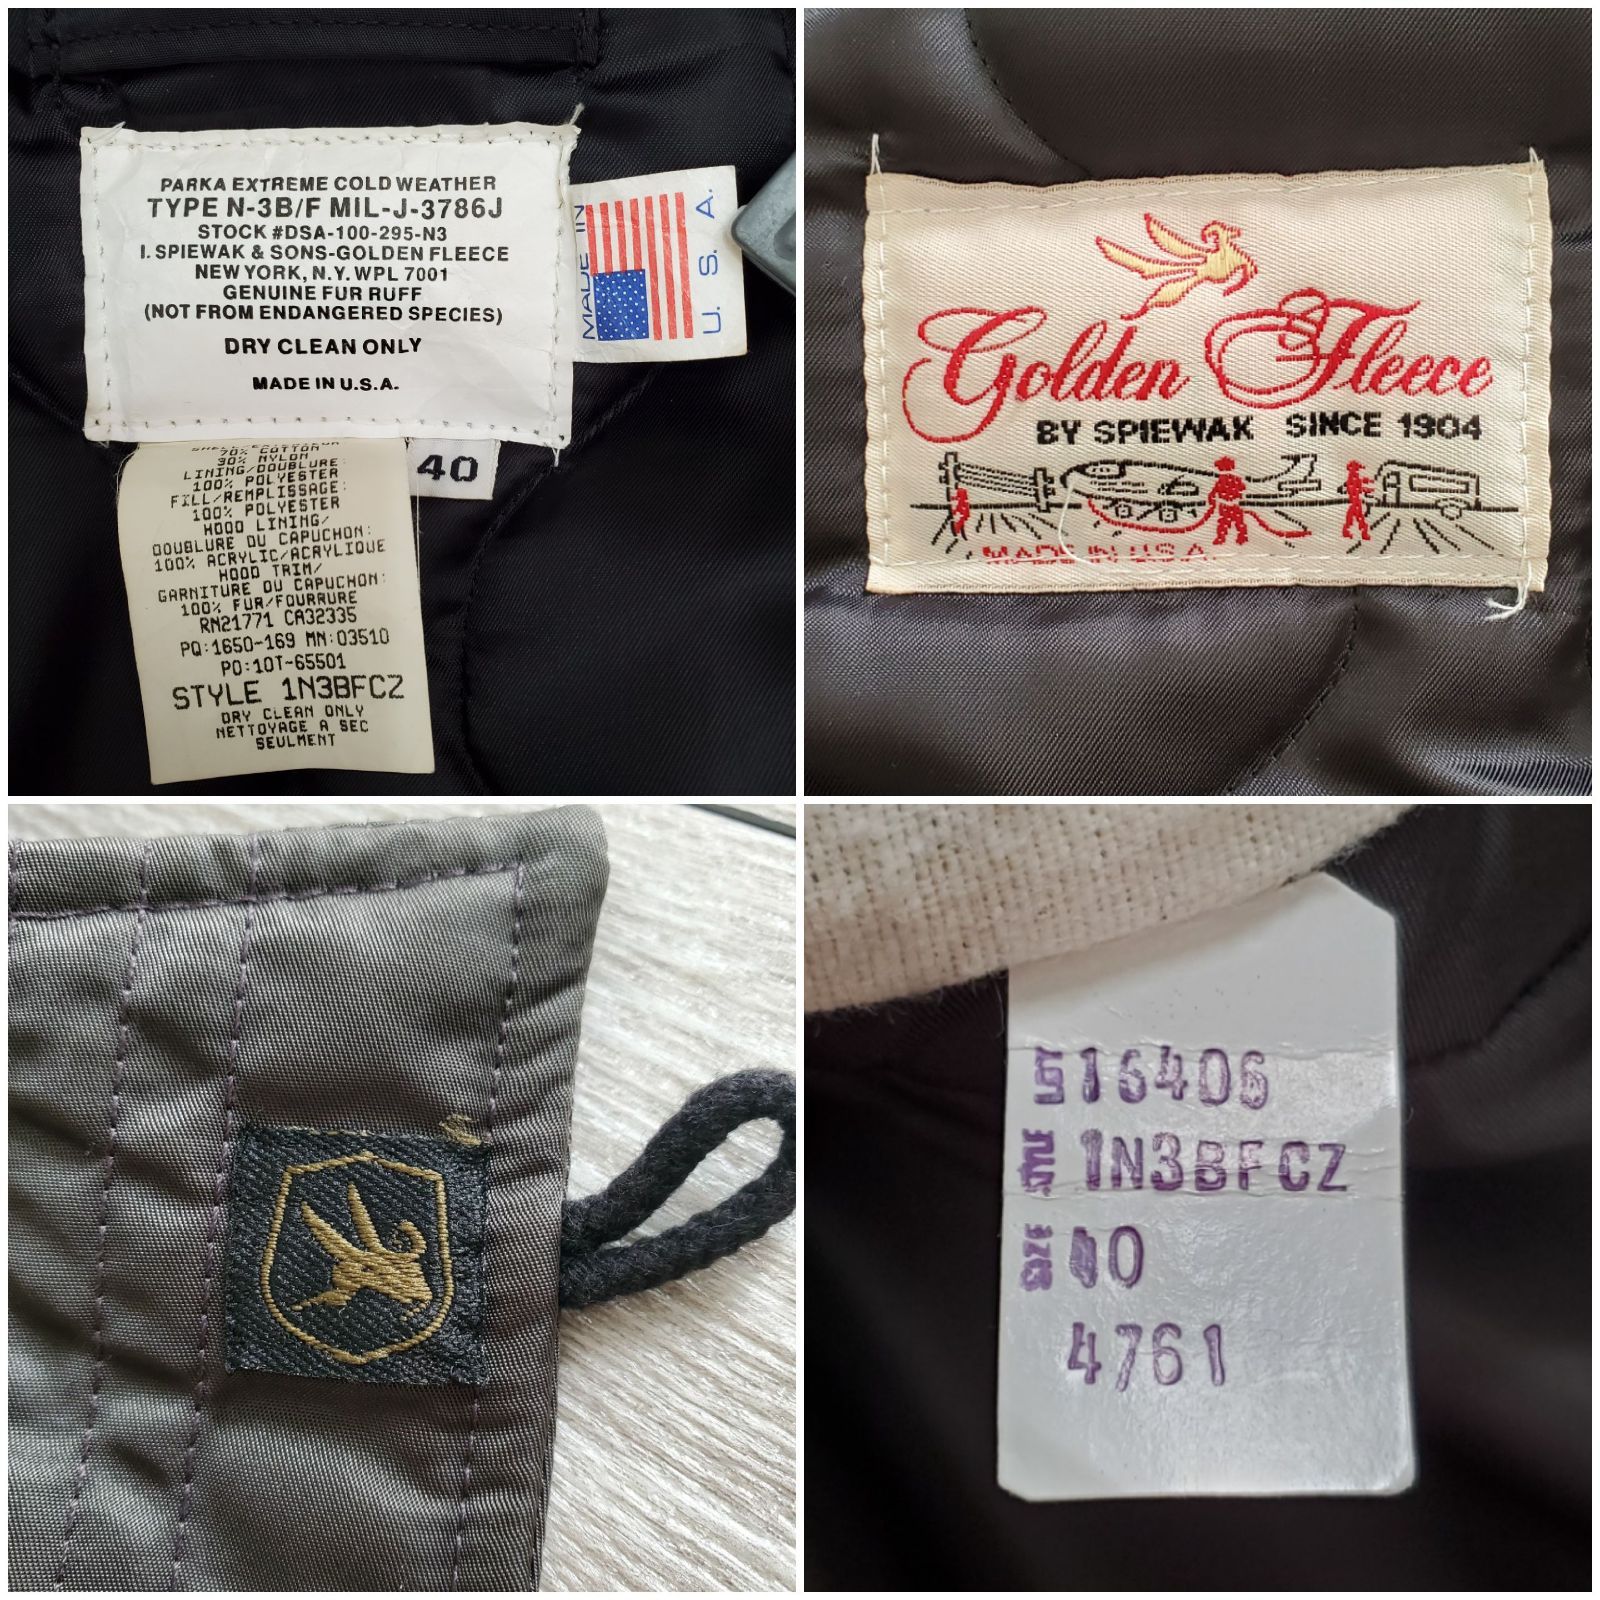 PARKA EXTREME COLD WEATHER
TYPE N-3B/F MIL-J-3786J
STOCK #DSA-100-295-N3
I. SPIEWAK & SONS-GOLDEN FLEECE
NEW YORK, N.Y. WPL 7001
GENUINE FUR RUFF
(NOT FROM ENDANGERED SPECIES)
DRY CLEAN ONLY
MADE IN U.S.A.
MADE IN
U. S. A.
40
70% COTTON
30% NYLON
LINING/DOUBLURE:
100% POLYESTER
FILL/REMPLISSAGE:
100% POLYESTER
HOOD LINING/
DOUBLURE DU CAPUCHON:
100% ACRYLIC/ACRYLIQUE
HOOD TRIM/
GARNITURE DU CAPUCHON:
100% FUR/FOURRURE
RN21771 CA32335
PQ:1650-169 MN:03510
PO:10T-65501
STYLE 1N3BFCZ
DRY CLEAN ONLY
NETTOYAGE A SEC
SEULMENT
Golden Fleece
BY SPIEWAK SINCE 1904
MADE IN U.S.A.
LOT 16406
STYLE 1N3BFCZ
SIZE 40
4761